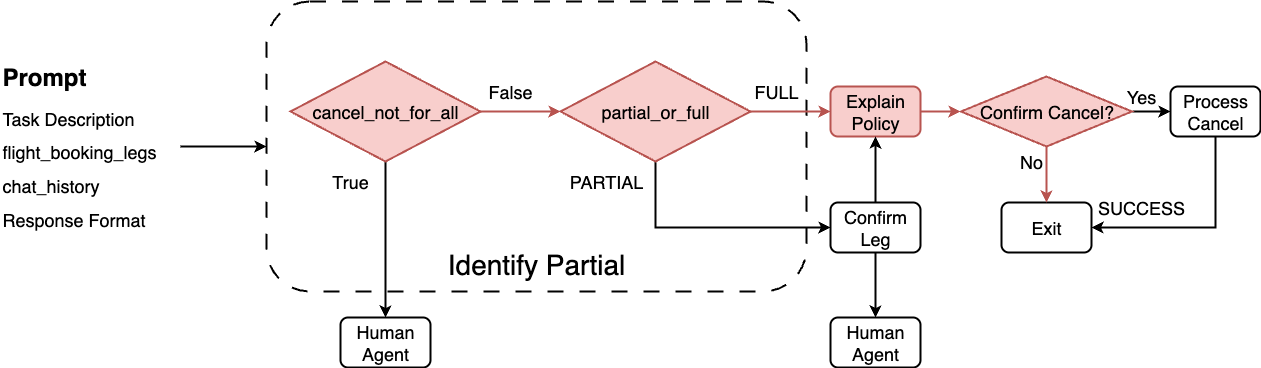 Prompt
Task Description
flight_booking_legs
chat_history
Response Format
cancel_not_for_all
False
True
partial_or_full
FULL
PARTIAL
Identify Partial
Human
Agent
Explain
Policy
Confirm
Leg
Human
Agent
Confirm Cancel?
Yes
No
Process
Cancel
Exit
SUCCESS